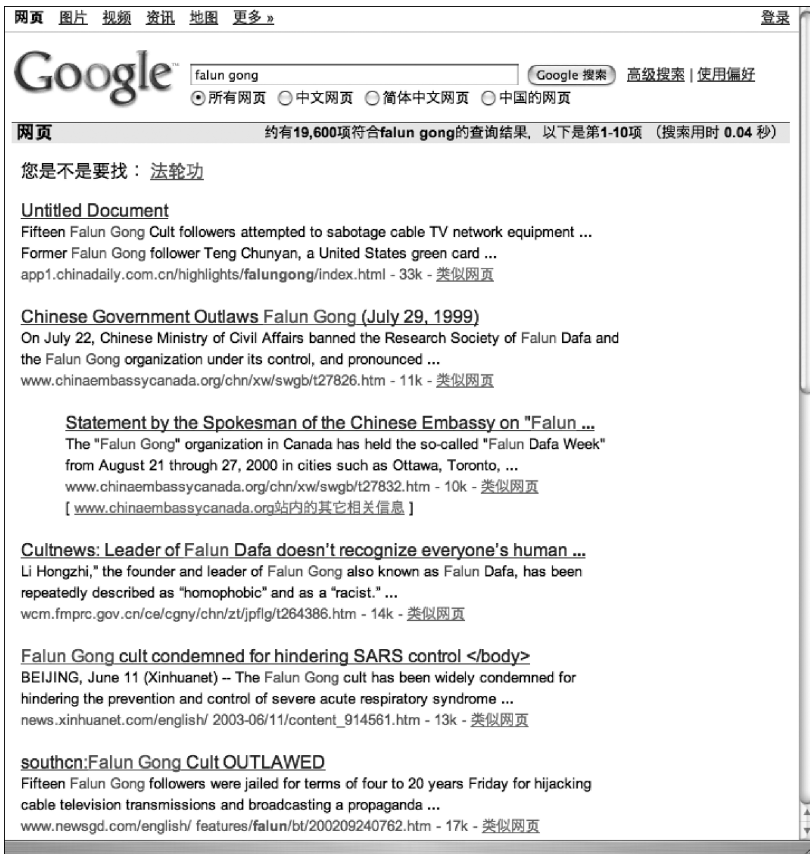 网页 图片 视频 资讯 地图 更多 » 登录
Google™ falun gong Google 搜索 高级搜索 | 使用偏好
所有网页 中文网页 简体中文网页 中国的网页
网页 约有19,600项符合falun gong的查询结果，以下是第1-10项 （搜索用时 0.04 秒）
您是不是要找： 法轮功
Untitled Document
Fifteen Falun Gong Cult followers attempted to sabotage cable TV network equipment ...
Former Falun Gong follower Teng Chunyan, a United States green card ...
app1.chinadaily.com.cn/highlights/falungong/index.html - 33k - 类似网页
Chinese Government Outlaws Falun Gong (July 29, 1999)
On July 22, Chinese Ministry of Civil Affairs banned the Research Society of Falun Dafa and
the Falun Gong organization under its control, and pronounced ...
www.chinaembassycanada.org/chn/xw/swgb/t27826.htm - 11k - 类似网页
Statement by the Spokesman of the Chinese Embassy on "Falun ...
The "Falun Gong" organization in Canada has held the so-called "Falun Dafa Week"
from August 21 through 27, 2000 in cities such as Ottawa, Toronto, ...
www.chinaembassycanada.org/chn/xw/swgb/t27832.htm - 10k - 类似网页
[ www.chinaembassycanada.org站内的其它相关信息 ]
Cultnews: Leader of Falun Dafa doesn't recognize everyone's human ...
Li Hongzhi," the founder and leader of Falun Gong also known as Falun Dafa, has been
repeatedly described as "homophobic" and as a "racist." ...
wcm.fmprc.gov.cn/ce/cgny/chn/zt/jpflg/t264386.htm - 14k - 类似网页
Falun Gong cult condemned for hindering SARS control </body>
BEIJING, June 11 (Xinhuanet) -- The Falun Gong cult has been widely condemned for
hindering the prevention and control of severe acute respiratory syndrome ...
news.xinhuanet.com/english/ 2003-06/11/content_914561.htm - 13k - 类似网页
southcn:Falun Gong Cult OUTLAWED
Fifteen Falun Gong followers were jailed for terms of four to 20 years Friday for hijacking
cable television transmissions and broadcasting a propaganda ...
www.newsgd.com/english/ features/falun/bt/200209240762.htm - 17k - 类似网页